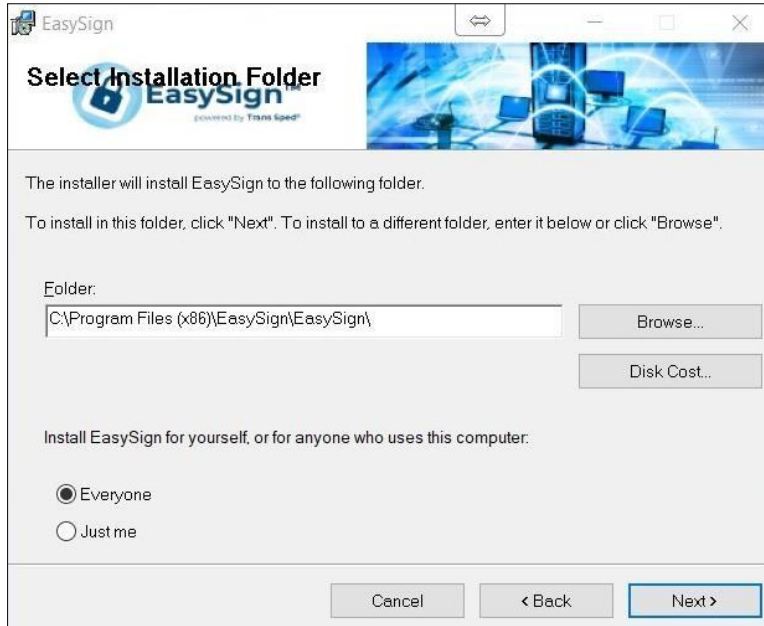 EasySign
Select Installation Folder
EasySign™
powered by Trans Sped®
The installer will install EasySign to the following folder.
To install in this folder, click "Next". To install to a different folder, enter it below or click "Browse".
Folder:
C:\Program Files (x86)\EasySign\EasySign\
Browse...
Disk Cost...
Install EasySign for yourself, or for anyone who uses this computer:
Everyone
Just me
Cancel
< Back
Next >